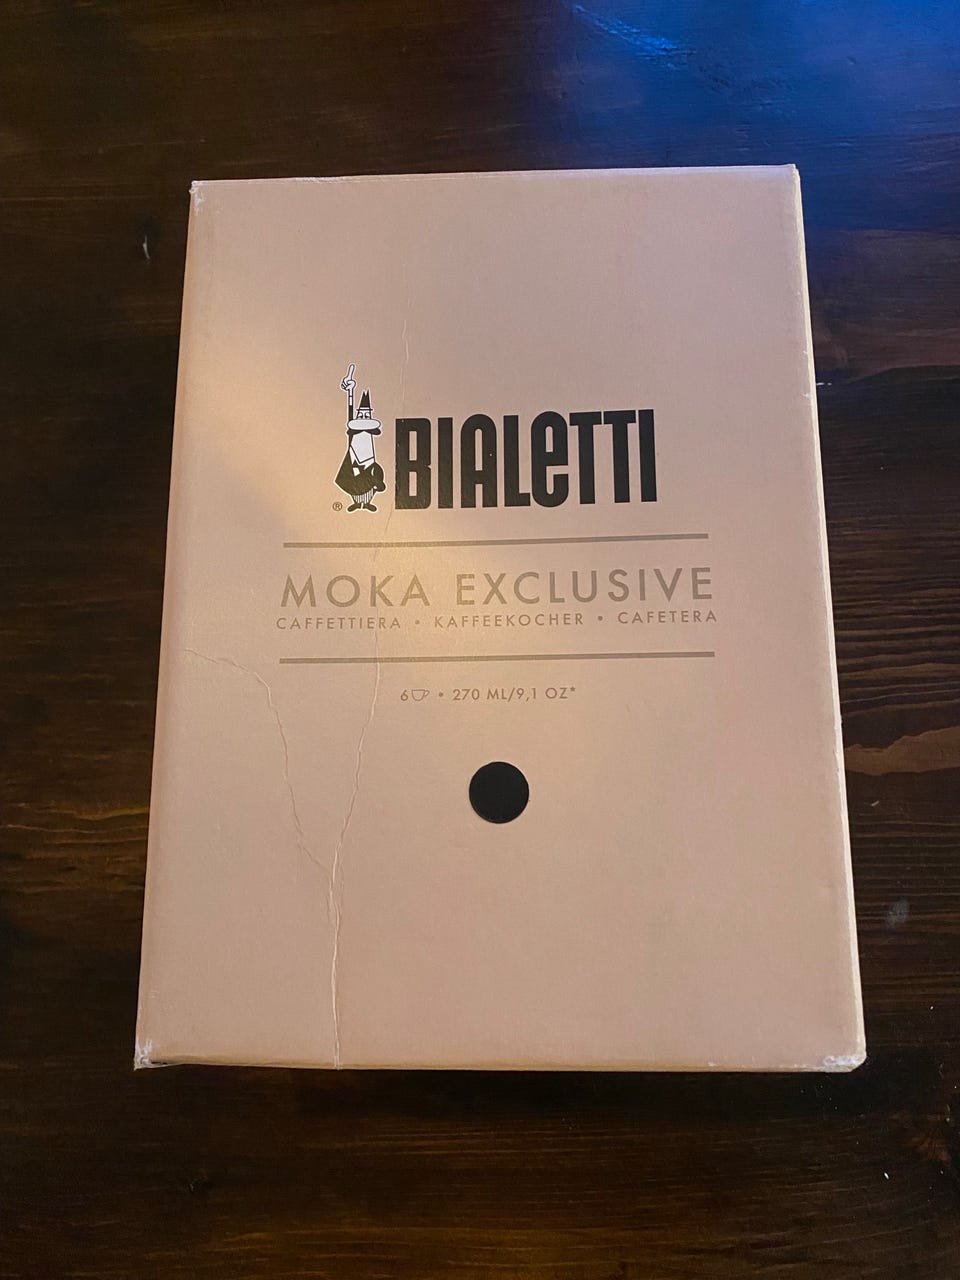 BIALETTI
®
MOKA EXCLUSIVE
CAFFETTIERA • KAFFEEKOCHER • CAFETERA
6 • 270 ML/9,1 OZ*